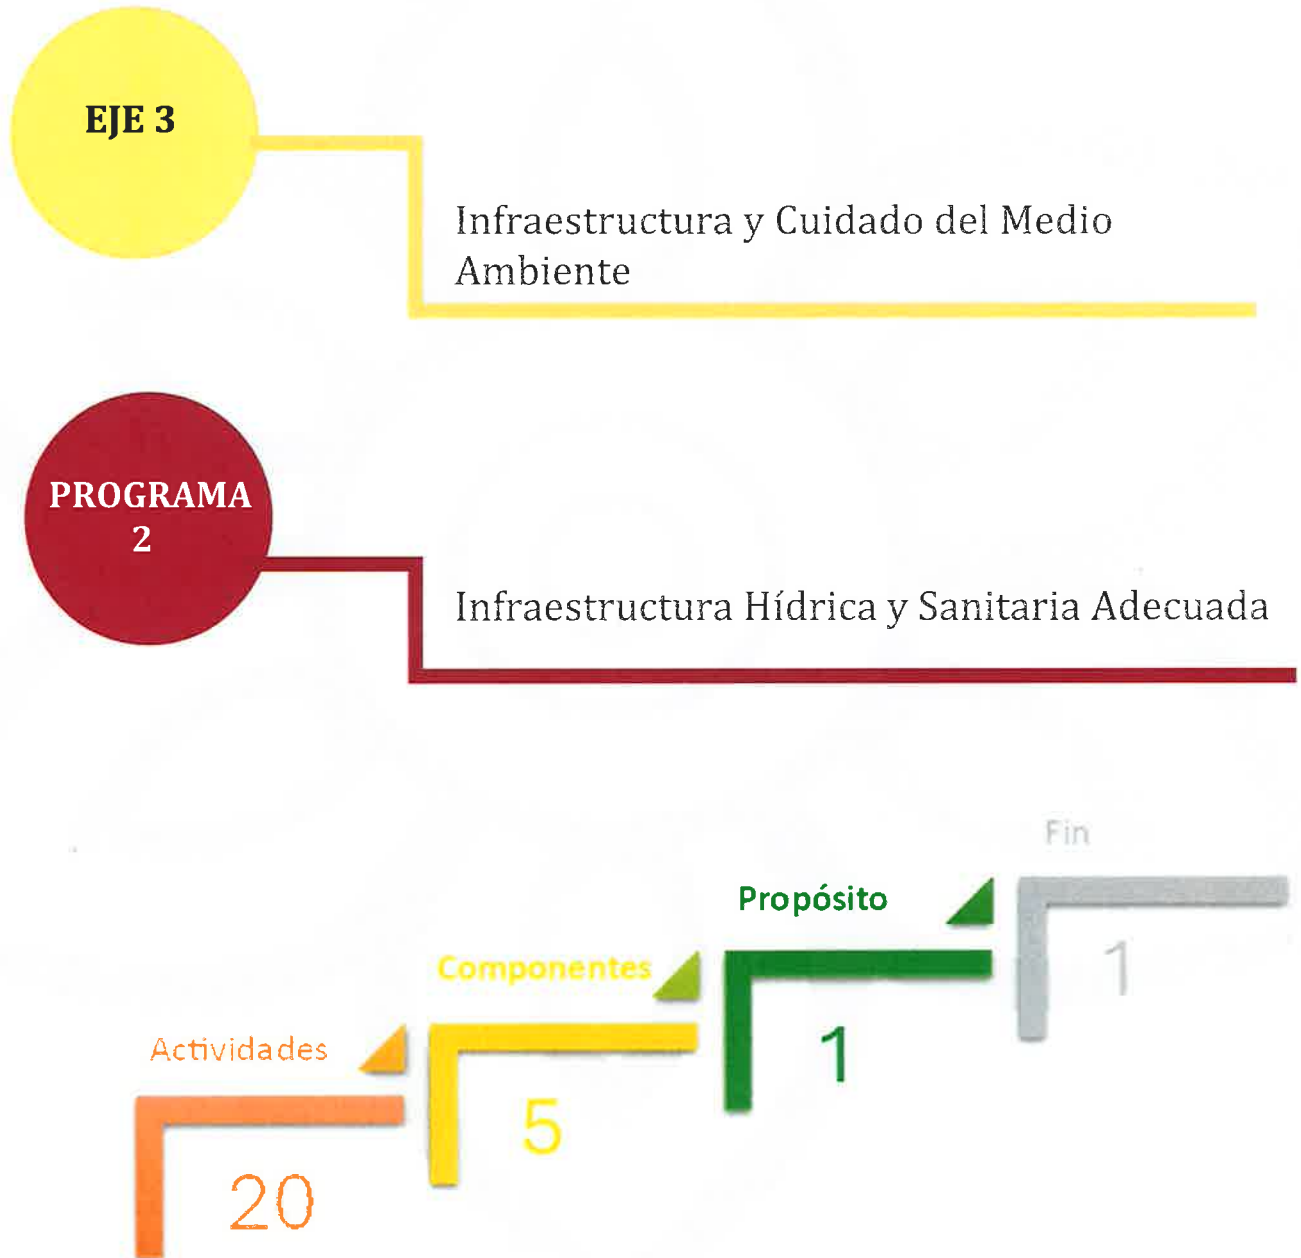 EJE 3
Infraestructura y Cuidado del Medio
Ambiente
PROGRAMA
2
Infraestructura Hídrica y Sanitaria Adecuada
Fin
1
Propósito
1
Componentes
5
Actividades
20